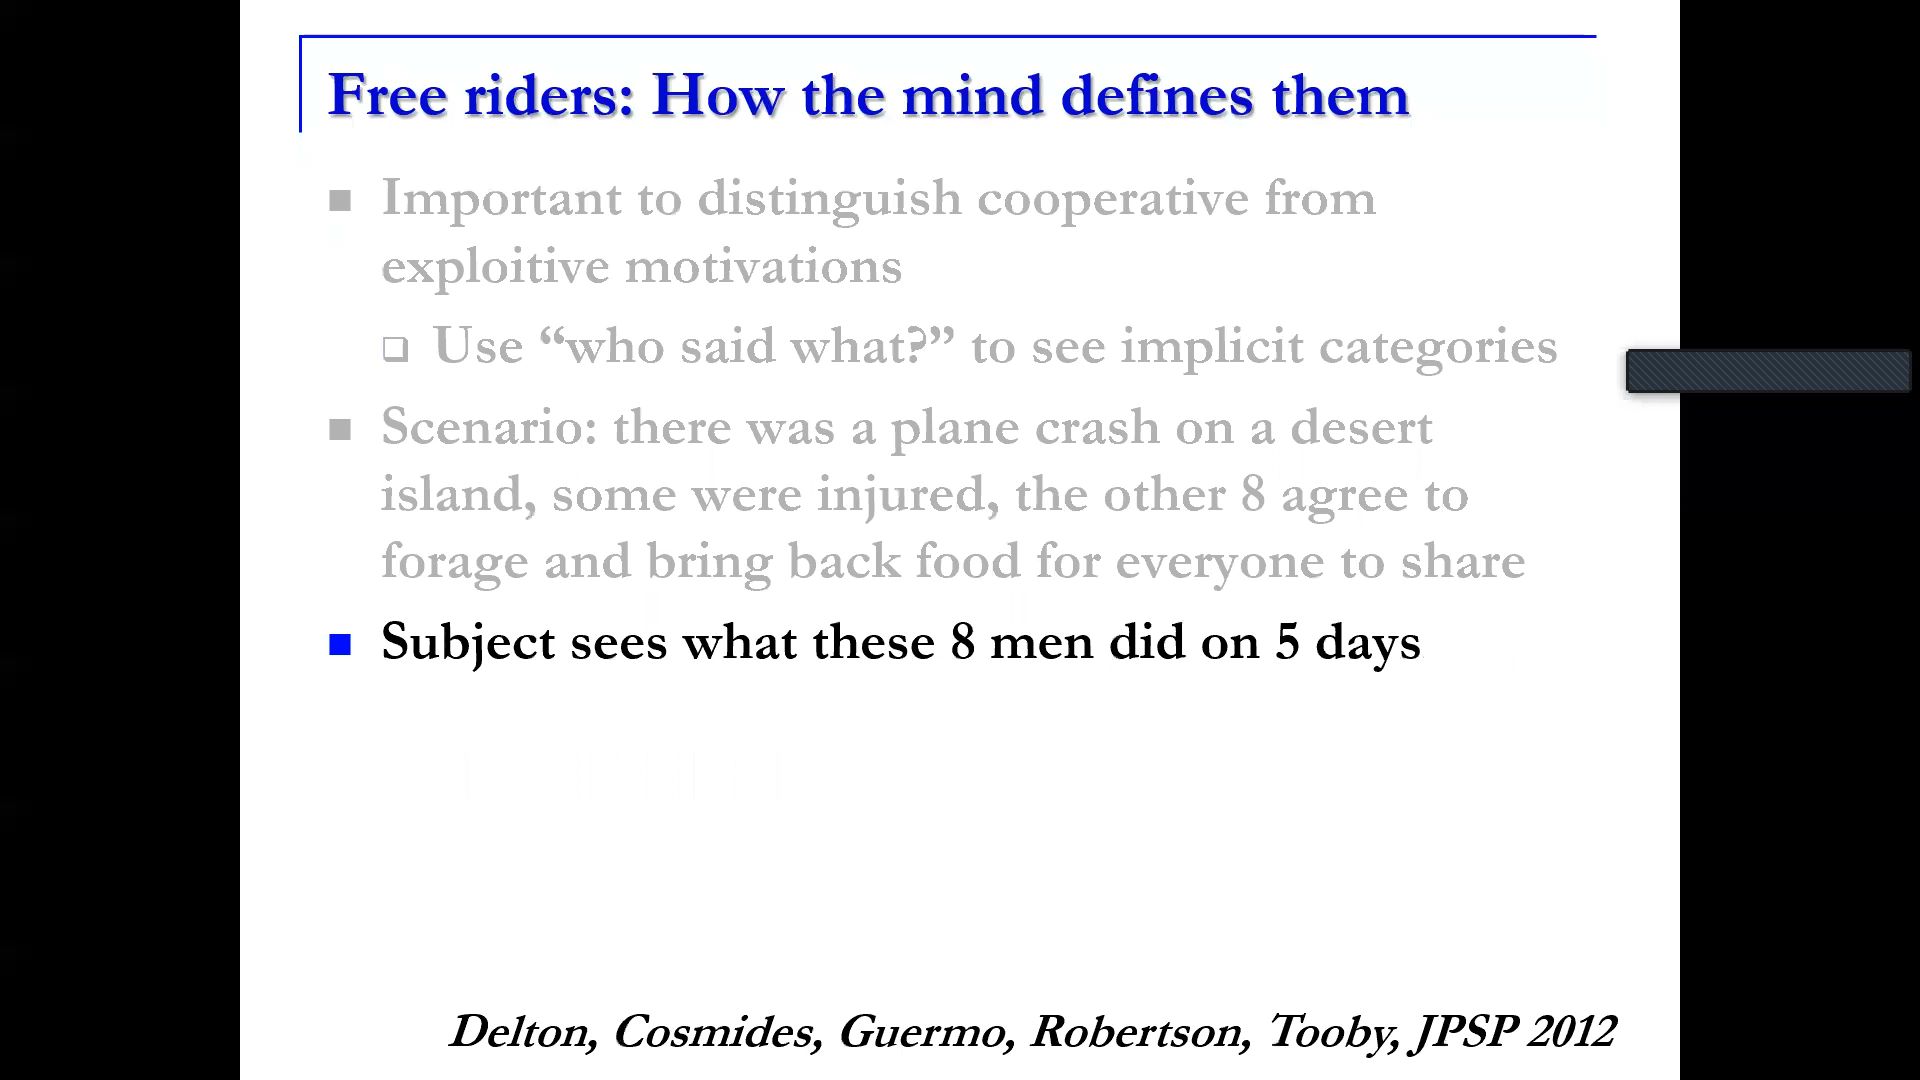 Free riders: How the mind defines them
Important to distinguish cooperative from
exploitive motivations
Use “who said what?” to see implicit categories
Scenario: there was a plane crash on a desert
island, some were injured, the other 8 agree to
forage and bring back food for everyone to share
Subject sees what these 8 men did on 5 days
Delton, Cosmides, Guermo, Robertson, Tooby, JPSP 2012